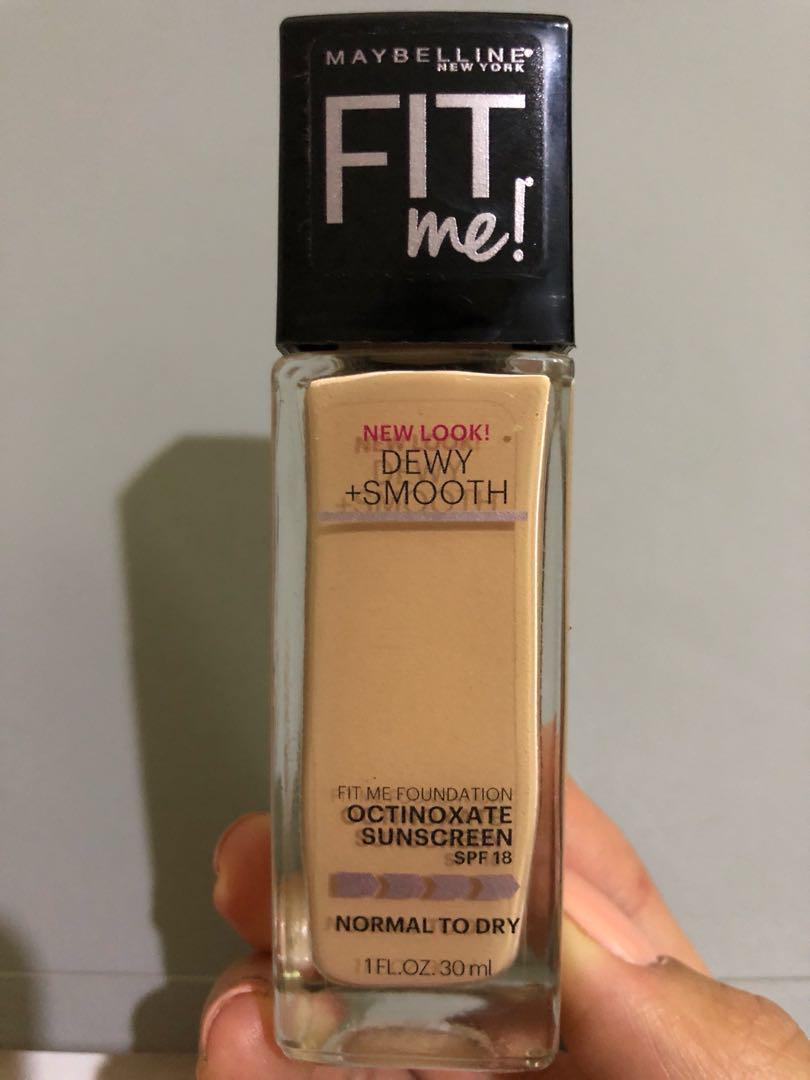 MAYBELLINE®
NEW YORK
FIT
me!
NEW LOOK!
DEWY
+SMOOTH
FIT ME FOUNDATION
OCTINOXATE
SUNSCREEN
SPF 18
NORMAL TO DRY
1 FL.OZ. 30 ml